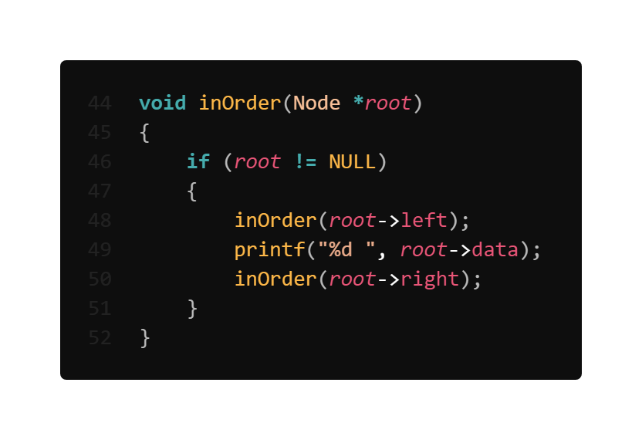 44 void inOrder(Node *root)
45 {
46     if (root != NULL)
47     {
48         inOrder(root->left);
49         printf("%d ", root->data);
50         inOrder(root->right);
51     }
52 }